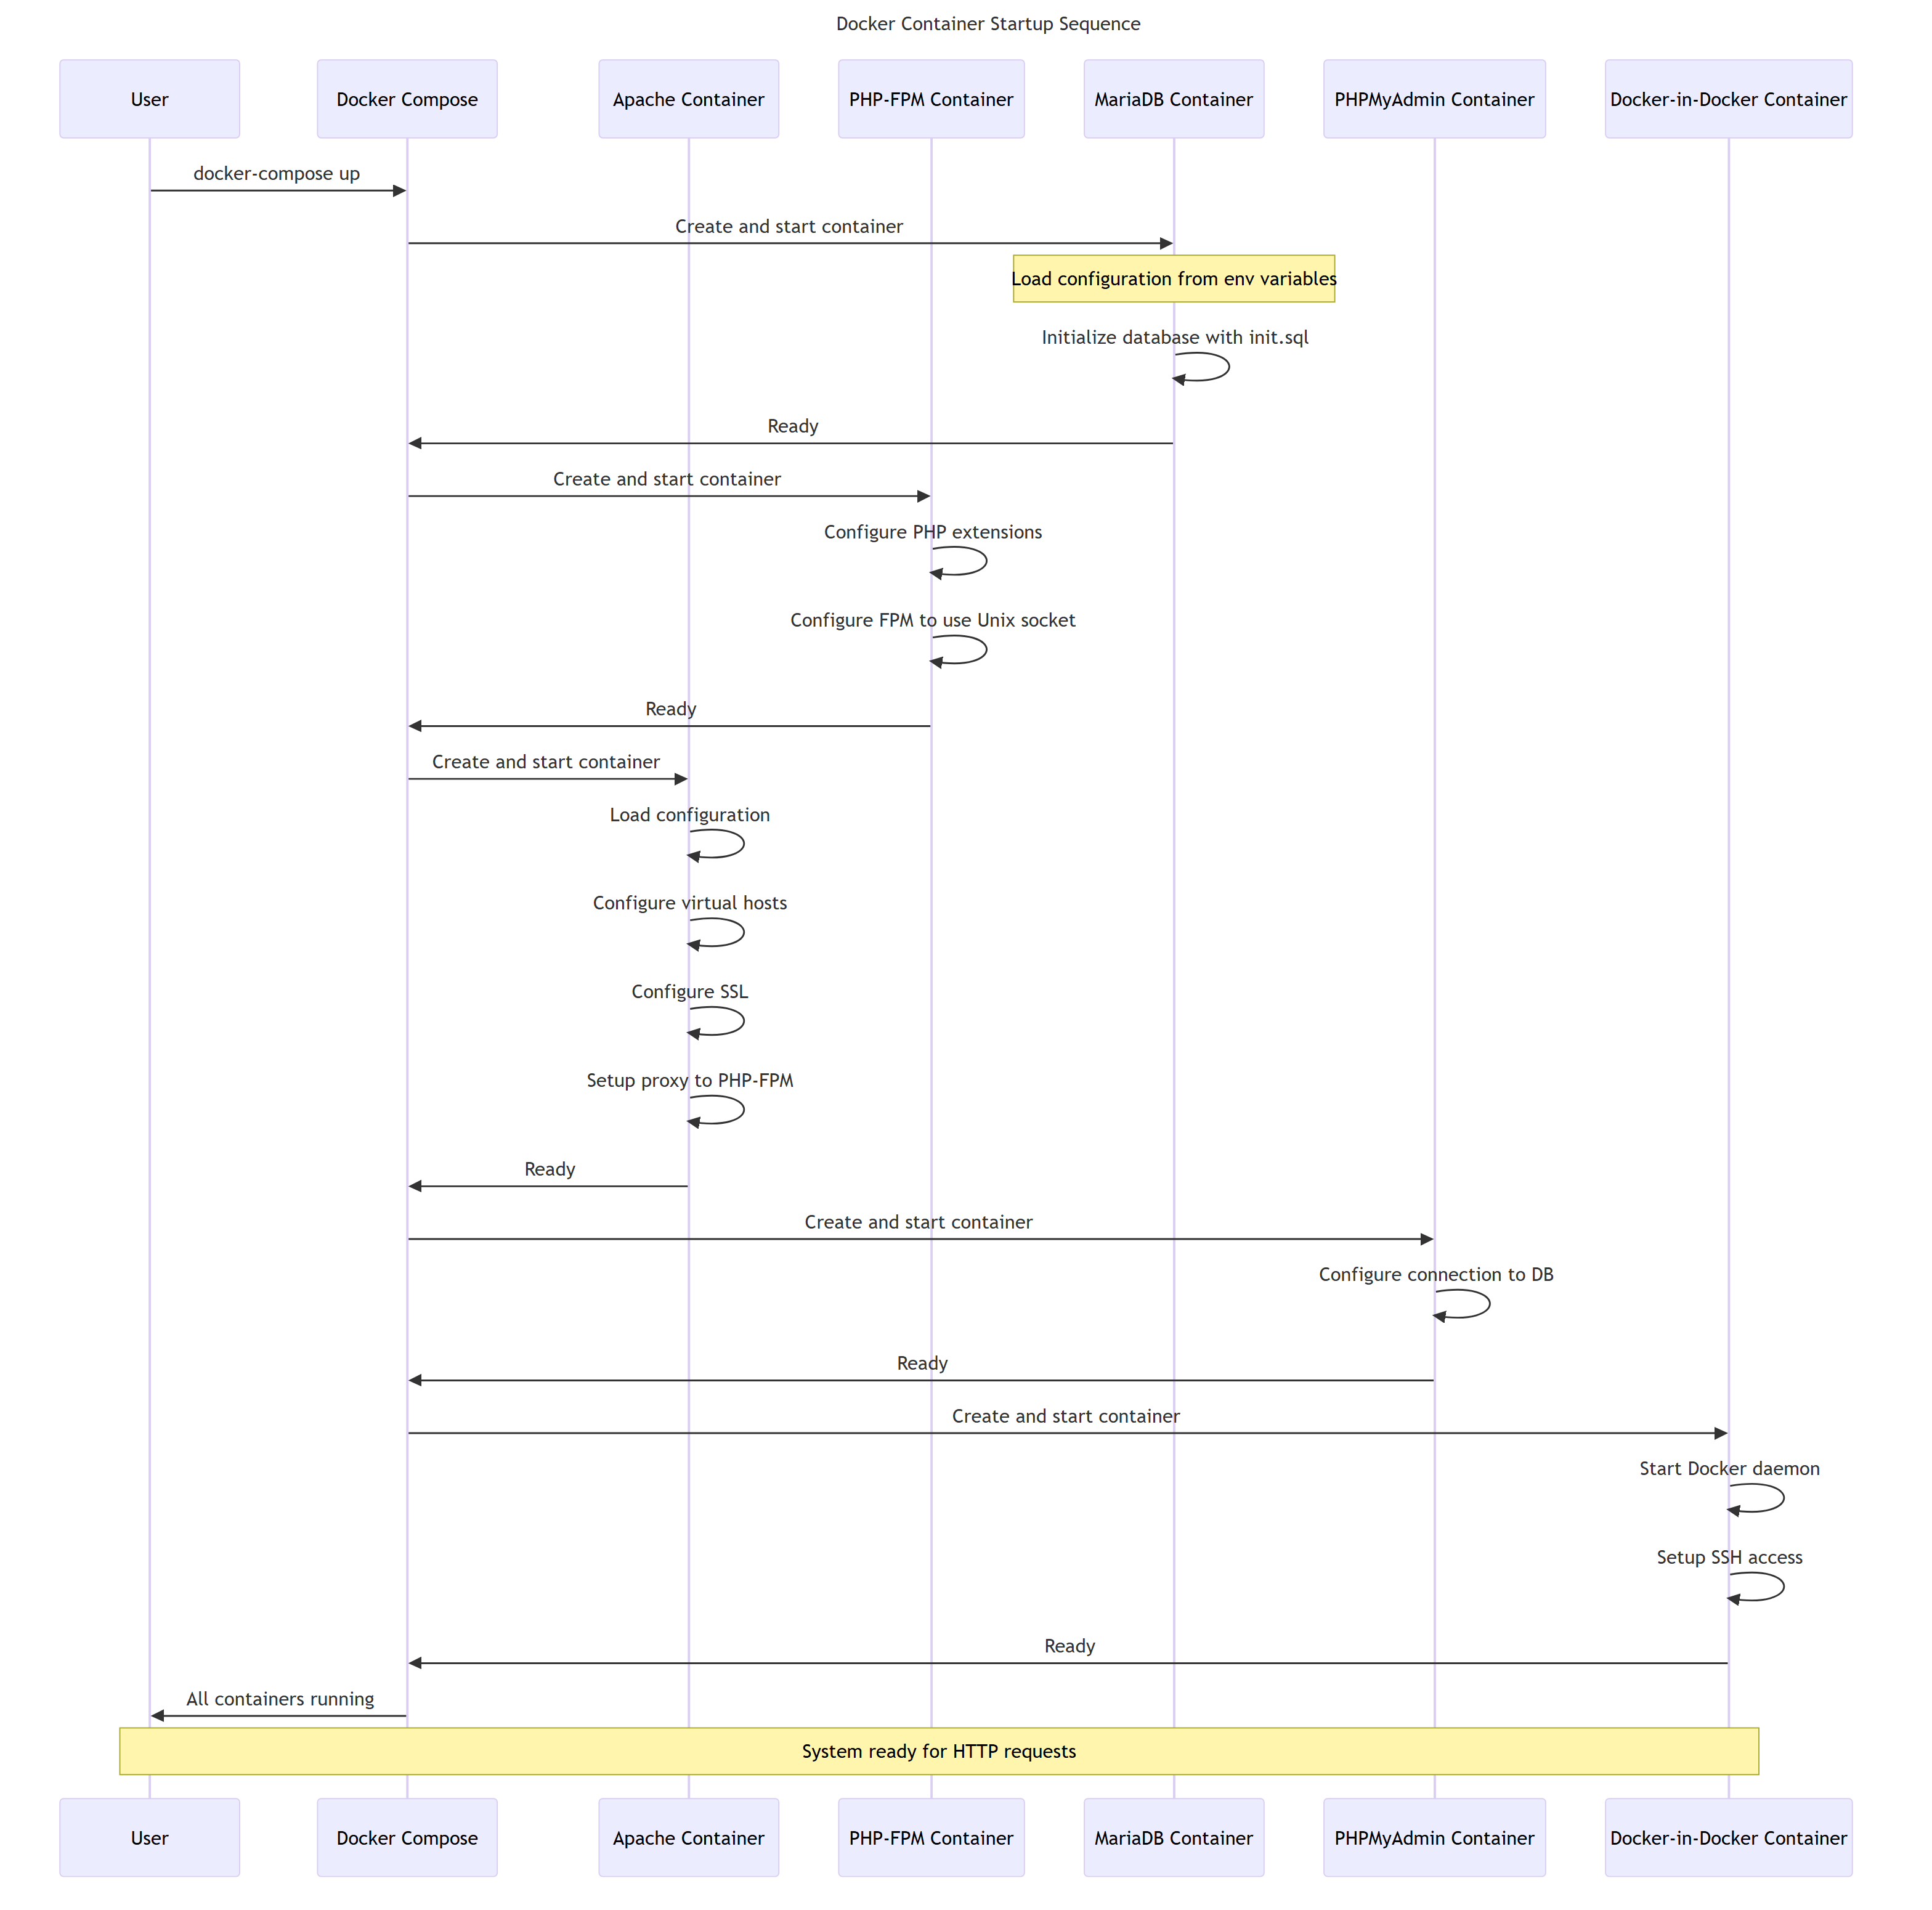 Docker Container Startup Sequence
User
Docker Compose
Apache Container
PHP-FPM Container
MariaDB Container
PHPMyAdmin Container
Docker-in-Docker Container
docker-compose up
Create and start container
Load configuration from env variables
Initialize database with init.sql
Ready
Create and start container
Configure PHP extensions
Configure FPM to use Unix socket
Ready
Create and start container
Load configuration
Configure virtual hosts
Configure SSL
Setup proxy to PHP-FPM
Ready
Create and start container
Configure connection to DB
Ready
Create and start container
Start Docker daemon
Setup SSH access
Ready
All containers running
System ready for HTTP requests
User
Docker Compose
Apache Container
PHP-FPM Container
MariaDB Container
PHPMyAdmin Container
Docker-in-Docker Container